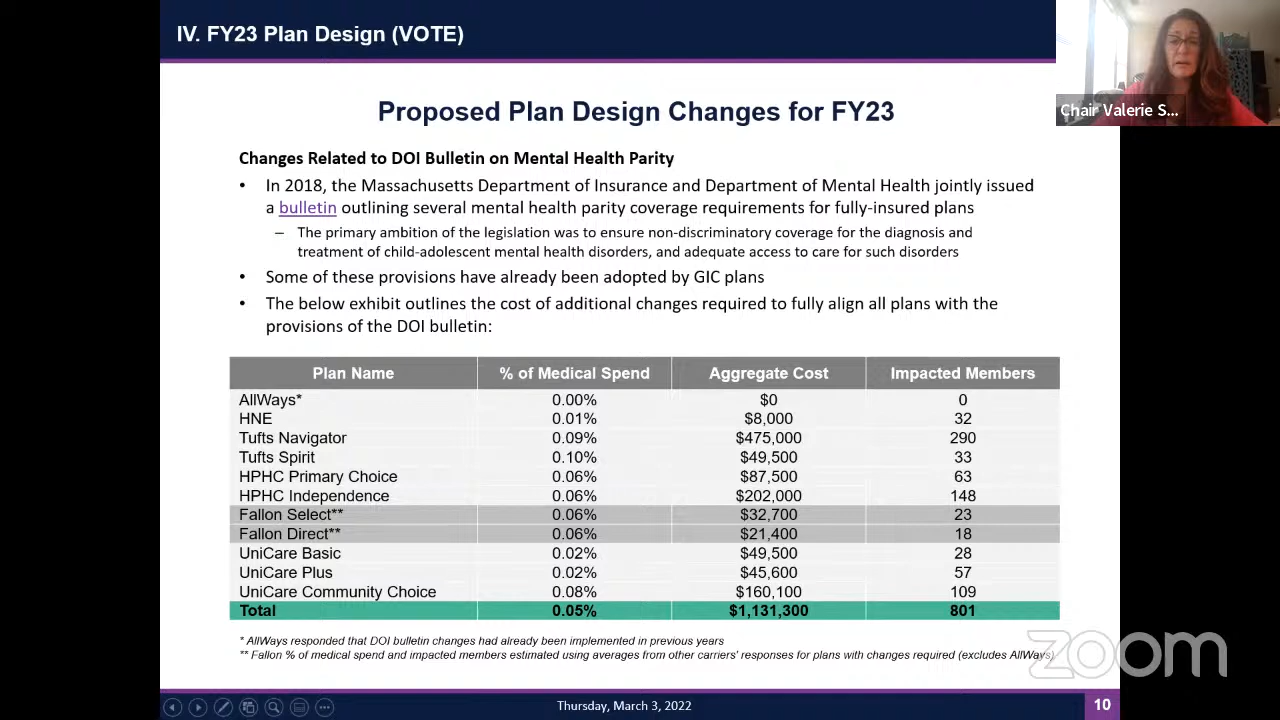 IV. FY23 Plan Design (VOTE)
Chair Valerie S...
Proposed Plan Design Changes for FY23
Changes Related to DOI Bulletin on Mental Health Parity
• In 2018, the Massachusetts Department of Insurance and Department of Mental Health jointly issued
a bulletin outlining several mental health parity coverage requirements for fully-insured plans
– The primary ambition of the legislation was to ensure non-discriminatory coverage for the diagnosis and
treatment of child-adolescent mental health disorders, and adequate access to care for such disorders
• Some of these provisions have already been adopted by GIC plans
• The below exhibit outlines the cost of additional changes required to fully align all plans with the
provisions of the DOI bulletin:
Plan Name % of Medical Spend Aggregate Cost Impacted Members
AllWays* 0.00% $0 0
HNE 0.01% $8,000 32
Tufts Navigator 0.09% $475,000 290
Tufts Spirit 0.10% $49,500 33
HPHC Primary Choice 0.06% $87,500 63
HPHC Independence 0.06% $202,000 148
Fallon Select** 0.06% $32,700 23
Fallon Direct** 0.06% $21,400 18
UniCare Basic 0.02% $49,500 28
UniCare Plus 0.02% $45,600 57
UniCare Community Choice 0.08% $160,100 109
Total 0.05% $1,131,300 801
* AllWays responded that DOI bulletin changes had already been implemented in previous years
** Fallon % of medical spend and impacted members estimated using averages from other carriers' responses for plans with changes required (excludes AllWays)
zoom
Thursday, March 3, 2022
10